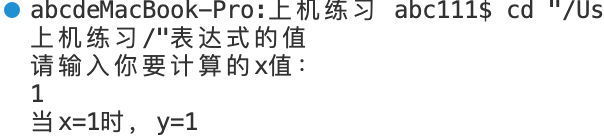 abcdeMacBook-Pro:上机练习 abc111$ cd "/Us
上机练习/"表达式的值
请输入你要计算的x值:
1
当x=1时, y=1